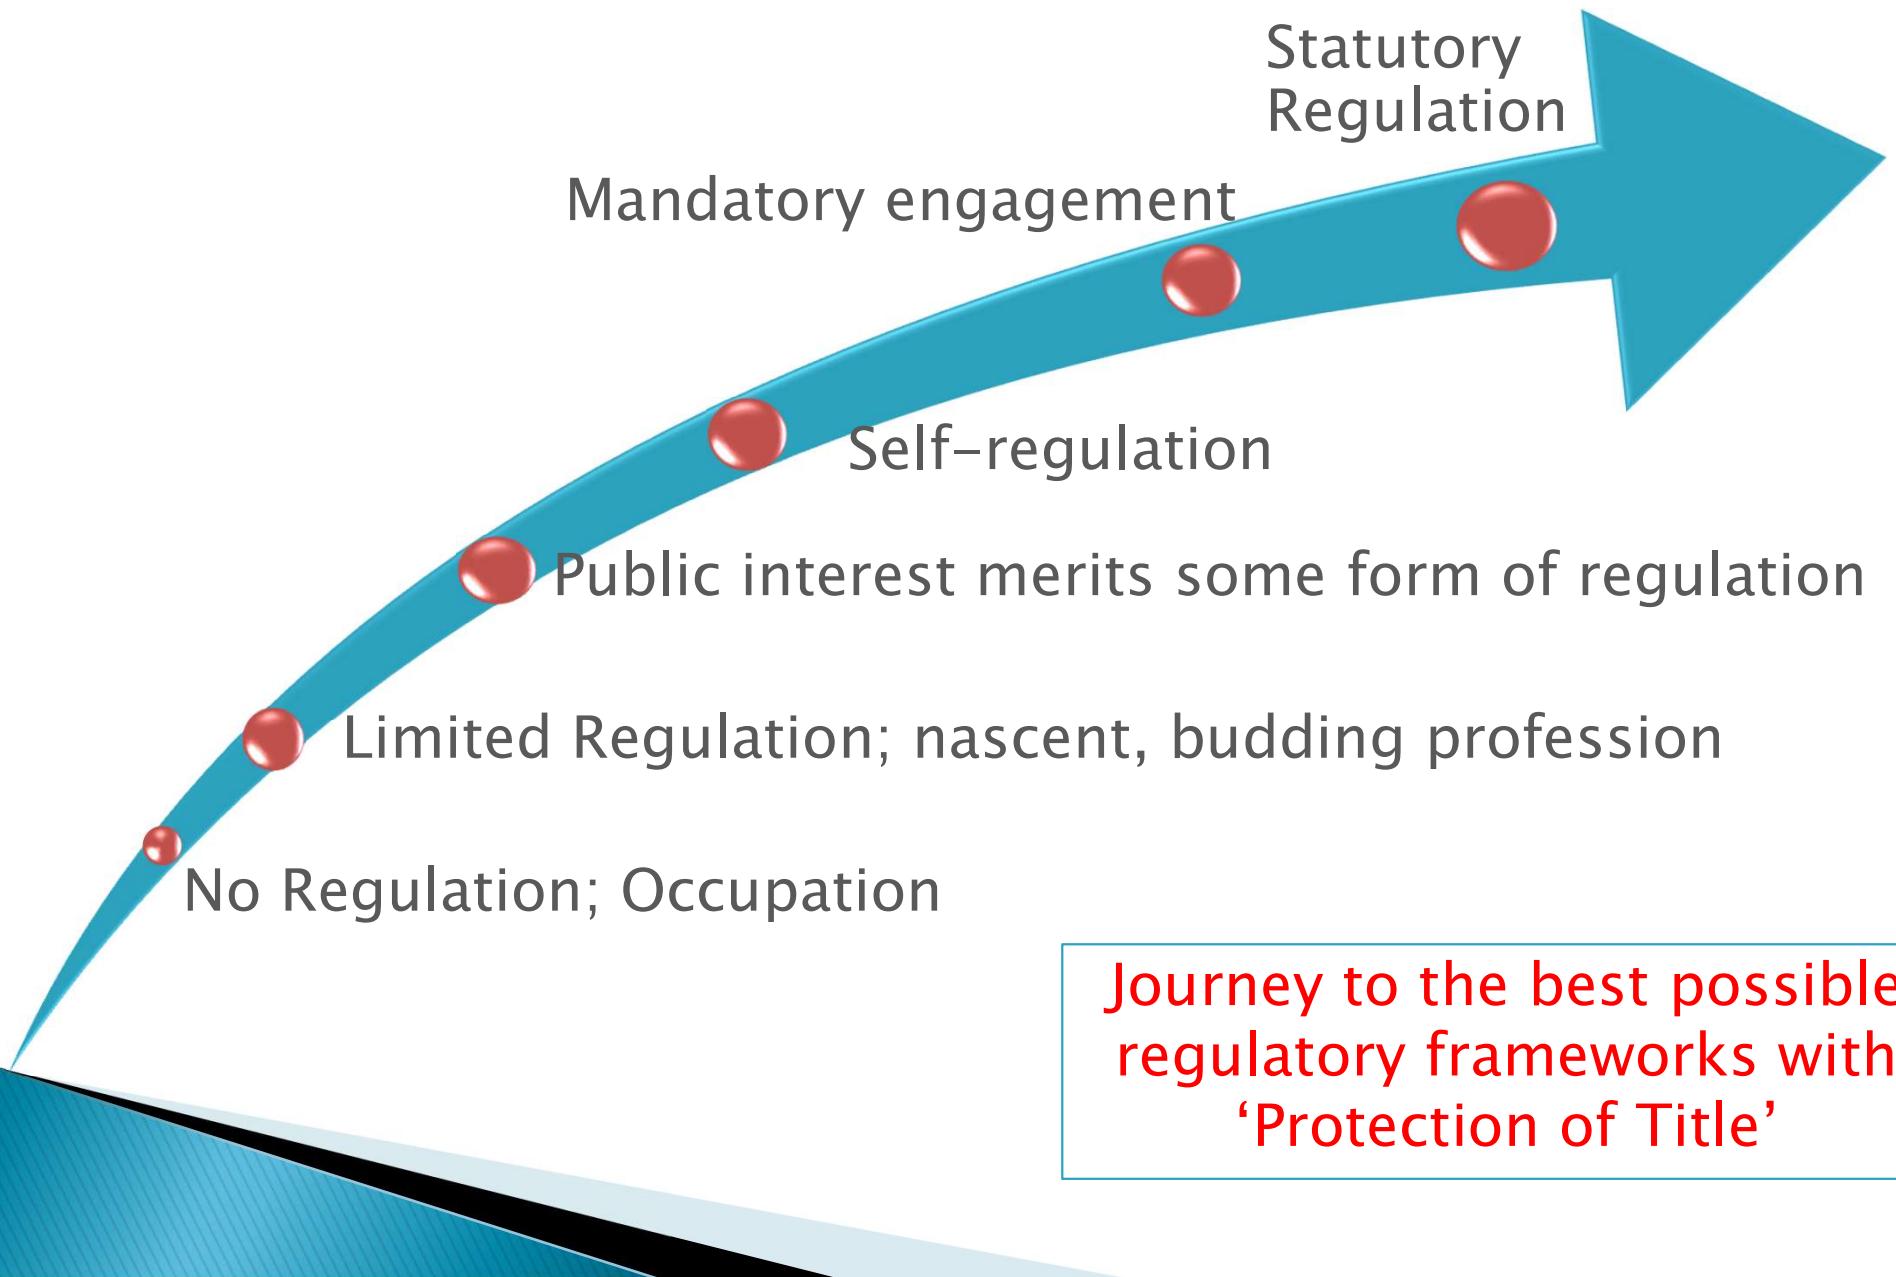 Statutory
Regulation
Mandatory engagement
Self-regulation
Public interest merits some form of regulation
Limited Regulation; nascent, budding profession
No Regulation; Occupation
Journey to the best possible
regulatory frameworks with
‘Protection of Title’